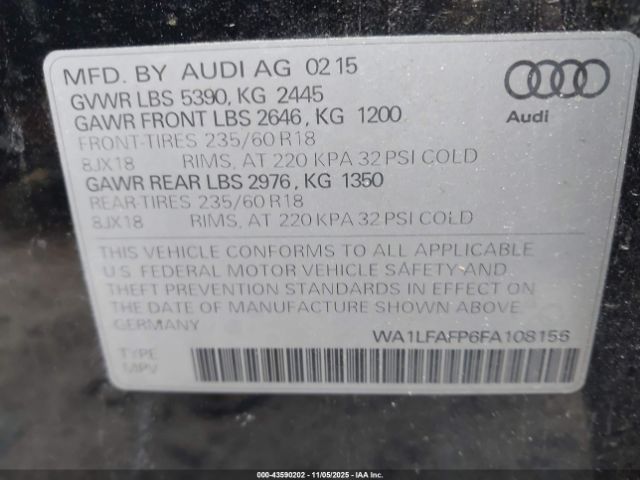 MFD. BY AUDI AG 02 15
GVWR LBS 5390, KG 2445
GAWR FRONT LBS 2646, KG 1200
FRONT-TIRES 235/60 R18
8JX18 RIMS, AT 220 KPA 32 PSI COLD
GAWR REAR LBS 2976, KG 1350
REAR-TIRES 235/60 R18
8JX18 RIMS, AT 220 KPA 32 PSI COLD
THIS VEHICLE CONFORMS TO ALL APPLICABLE
U.S. FEDERAL MOTOR VEHICLE SAFETY AND
THEFT PREVENTION STANDARDS IN EFFECT ON
THE DATE OF MANUFACTURE SHOWN ABOVE.
GERMANY
WA1LFAFP6FA108156
TYPE
MPV
Audi
000-43590202 - 11/05/2025 - IAA Inc.